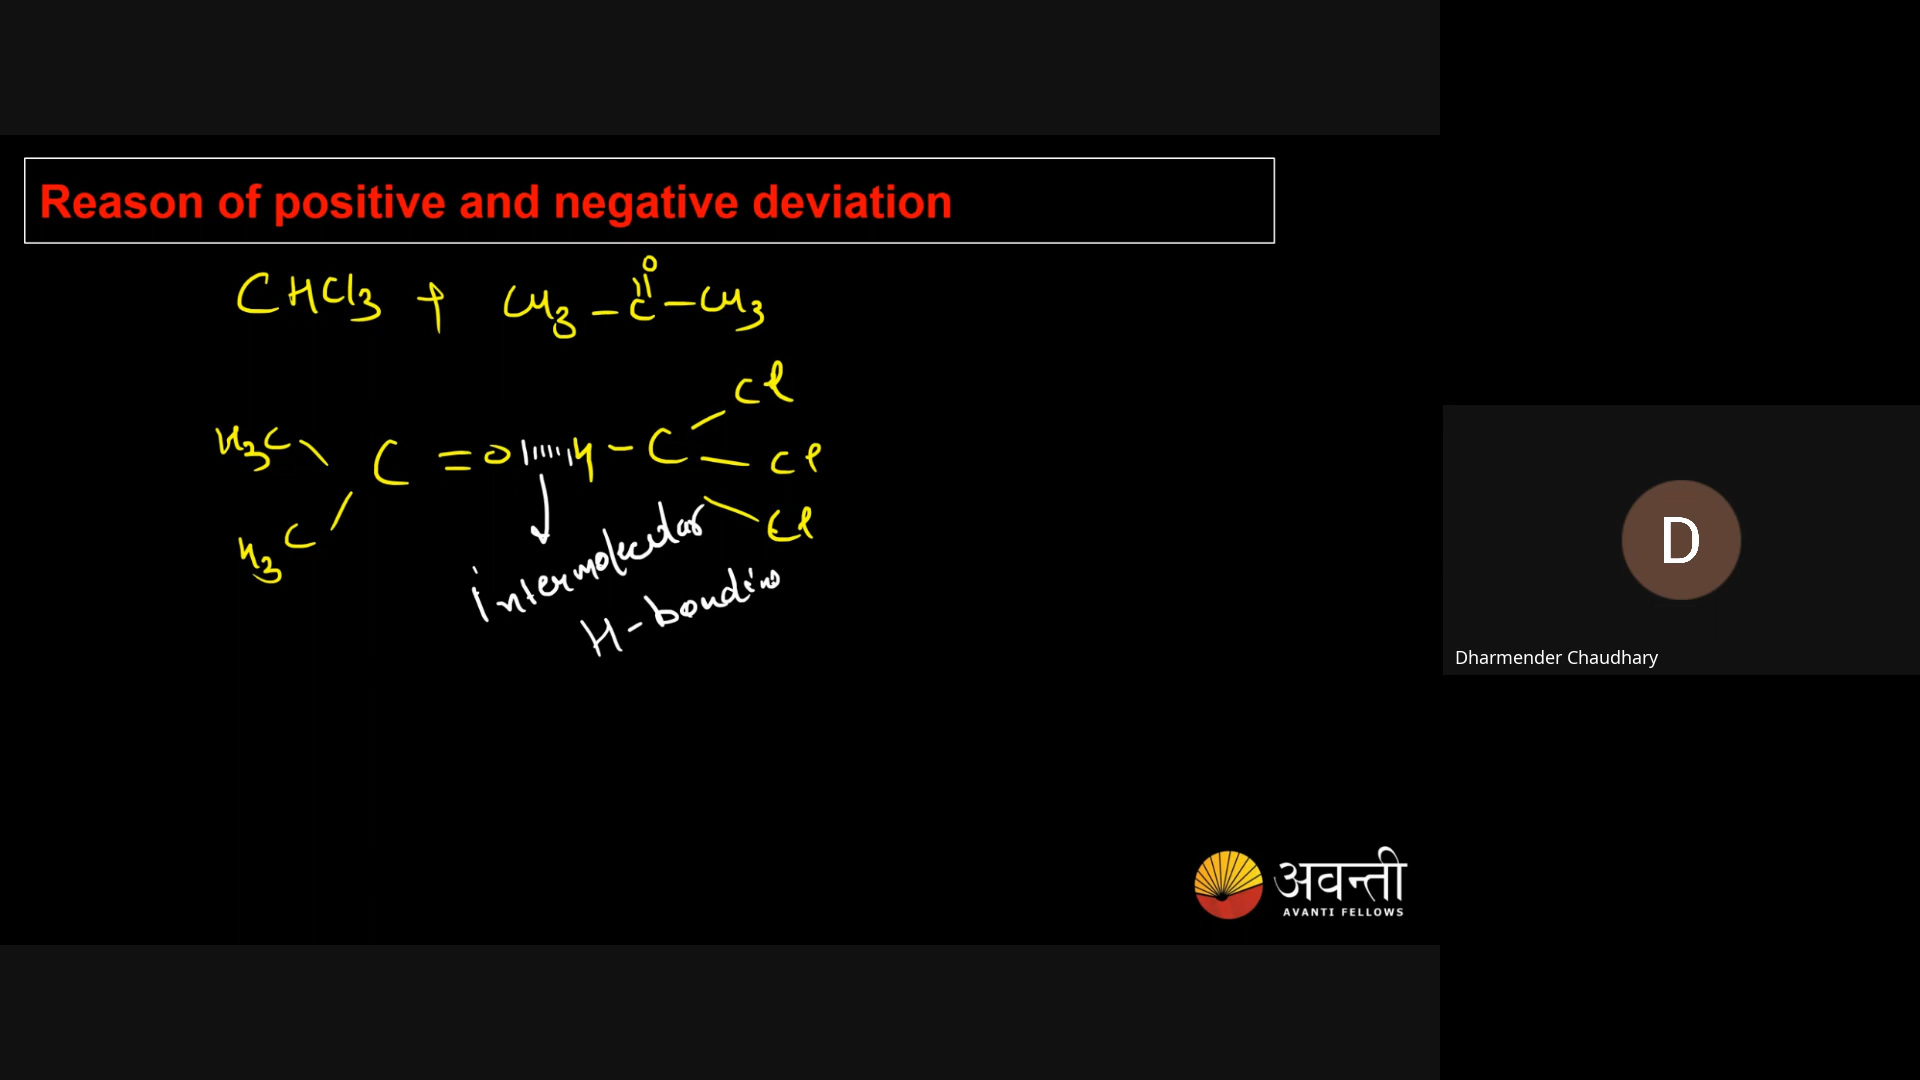 Reason of positive and negative deviation
CHCl3 + CH3 - C - CH3
O
H3C
C = O H - C
Cl
Cl
Cl
H3C
intermolecular
H-bonding
D
Dharmender Chaudhary
अवन्ती
AVANTI FELLOWS